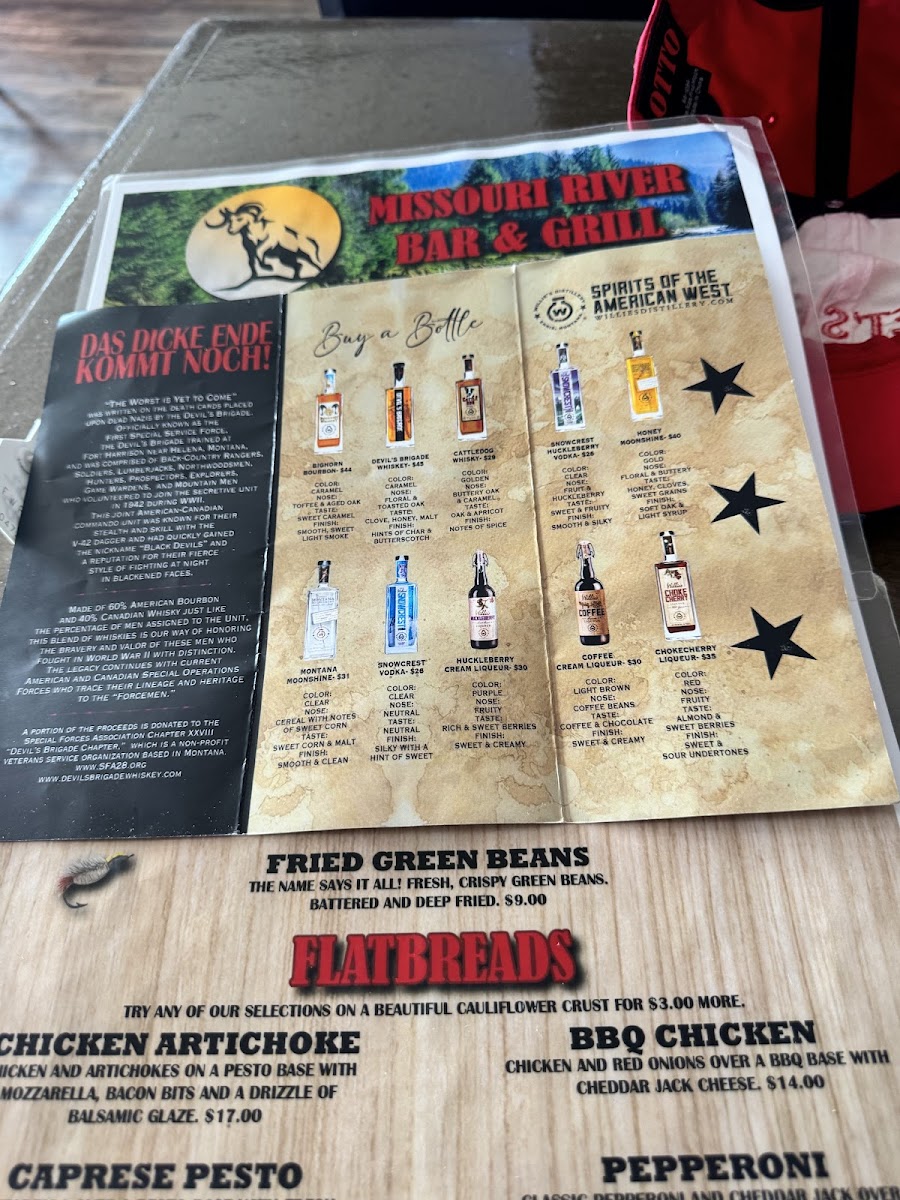 OTTO
MISSOURI RIVER
BAR & GRILL
DAS DICKE ENDE
KOMMT NOCH!
"THE WORST IS YET TO COME"
WAS WRITTEN ON THE DEATH CARDS PLACED
UPON DEAD NAZIS BY THE DEVIL'S BRIGADE.
OFFICIALLY KNOWN AS THE
FIRST SPECIAL SERVICE FORCE,
THE DEVIL'S BRIGADE TRAINED AT
FORT HARRISON NEAR HELENA, MONTANA,
AND WAS COMPRISED OF BACK-COUNTRY RANGERS,
SOLDIERS, LUMBERJACKS, NORTHWOODSMEN,
HUNTERS, PROSPECTORS, EXPLORERS,
GAME WARDENS, AND MOUNTAIN MEN
WHO VOLUNTEERED TO JOIN THE SECRETIVE UNIT
IN 1942 DURING WWII.
THIS JOINT AMERICAN-CANADIAN
COMMANDO UNIT WAS KNOWN FOR THEIR
STEALTH AND SKILL WITH THE
V-42 DAGGER AND HAD QUICKLY GAINED
THE NICKNAME "BLACK DEVILS" AND
A REPUTATION FOR THEIR FIERCE
STYLE OF FIGHTING AT NIGHT
IN BLACKENED FACES.
MADE OF 60% AMERICAN BOURBON
AND 40% CANADIAN WHISKY JUST LIKE
THE PERCENTAGE OF MEN ASSIGNED TO THE UNIT,
THIS BLEND OF WHISKIES IS OUR WAY OF HONORING
THE BRAVERY AND VALOR OF THESE MEN WHO
FOUGHT IN WORLD WAR II WITH DISTINCTION.
THE LEGACY CONTINUES WITH CURRENT
AMERICAN AND CANADIAN SPECIAL OPERATIONS
FORCES WHO TRACE THEIR LINEAGE AND HERITAGE
TO THE "FORCEMEN."
A PORTION OF THE PROCEEDS IS DONATED TO THE
SPECIAL FORCES ASSOCIATION CHAPTER XXVIII
"DEVIL'S BRIGADE CHAPTER," WHICH IS A NON-PROFIT
VETERANS SERVICE ORGANIZATION BASED IN MONTANA.
WWW.SFA28.ORG
WWW.DEVILSBRIGADEWHISKEY.COM
Buy a Bottle
BIGHORN
BOURBON- $44
COLOR:
CARAMEL
NOSE:
TOFFEE & AGED OAK
TASTE:
SWEET CARAMEL
FINISH:
SMOOTH, SWEET
LIGHT SMOKE
DEVIL'S BRIGADE
WHISKEY- $45
COLOR:
CARAMEL
NOSE:
FLORAL &
TOASTED OAK
TASTE:
CLOVE, HONEY, MALT
FINISH:
HINTS OF CHAR &
BUTTERSCOTCH
CATTLEDOG
WHISKY- $29
COLOR:
GOLDEN
NOSE:
BUTTERY OAK
& CARAMEL
TASTE:
OAK & APRICOT
FINISH:
NOTES OF SPICE
MONTANA
MOONSHINE- $31
COLOR:
CLEAR
NOSE:
CEREAL WITH NOTES
OF SWEET CORN
TASTE:
SWEET CORN & MALT
FINISH:
SMOOTH & CLEAN
SNOWCREST
VODKA- $26
COLOR:
CLEAR
NOSE:
NEUTRAL
TASTE:
NEUTRAL
FINISH:
SILKY WITH A
HINT OF SWEET
HUCKLEBERRY
CREAM LIQUEUR- $30
COLOR:
PURPLE
NOSE:
FRUITY
TASTE:
RICH & SWEET BERRIES
FINISH:
SWEET & CREAMY
SPIRITS OF THE
AMERICAN WEST
WILLIESDISTILLERY.COM
SNOWCREST
HUCKLEBERRY
VODKA- $26
COLOR:
CLEAR
NOSE:
FRUIT &
HUCKLEBERRY
TASTE:
SWEET & FRUITY
FINISH:
SMOOTH & SILKY
HONEY
MOONSHINE- $40
COLOR:
GOLD
NOSE:
FLORAL & BUTTERY
TASTE:
HONEY, CLOVES,
SWEET GRAINS
FINISH:
SOFT OAK &
LIGHT SYRUP
COFFEE
CREAM LIQUEUR- $30
COLOR:
LIGHT BROWN
NOSE:
COFFEE BEANS
TASTE:
COFFEE & CHOCOLATE
FINISH:
SWEET & CREAMY
CHOKECHERRY
LIQUEUR- $35
COLOR:
RED
NOSE:
FRUITY
TASTE:
ALMOND &
SWEET BERRIES
FINISH:
SWEET &
SOUR UNDERTONES
FRIED GREEN BEANS
THE NAME SAYS IT ALL! FRESH, CRISPY GREEN BEANS.
BATTERED AND DEEP FRIED. $9.00
FLATBREADS
TRY ANY OF OUR SELECTIONS ON A BEAUTIFUL CAULIFLOWER CRUST FOR $3.00 MORE.
CHICKEN ARTICHOKE
ICKEN AND ARTICHOKES ON A PESTO BASE WITH
MOZZARELLA, BACON BITS AND A DRIZZLE OF
BALSAMIC GLAZE. $17.00
BBQ CHICKEN
CHICKEN AND RED ONIONS OVER A BBQ BASE WITH
CHEDDAR JACK CHEESE. $14.00
CAPRESE PESTO
PEPPERONI
CLASSIC PEPPERONI AND CHEDDAR JACK OVER